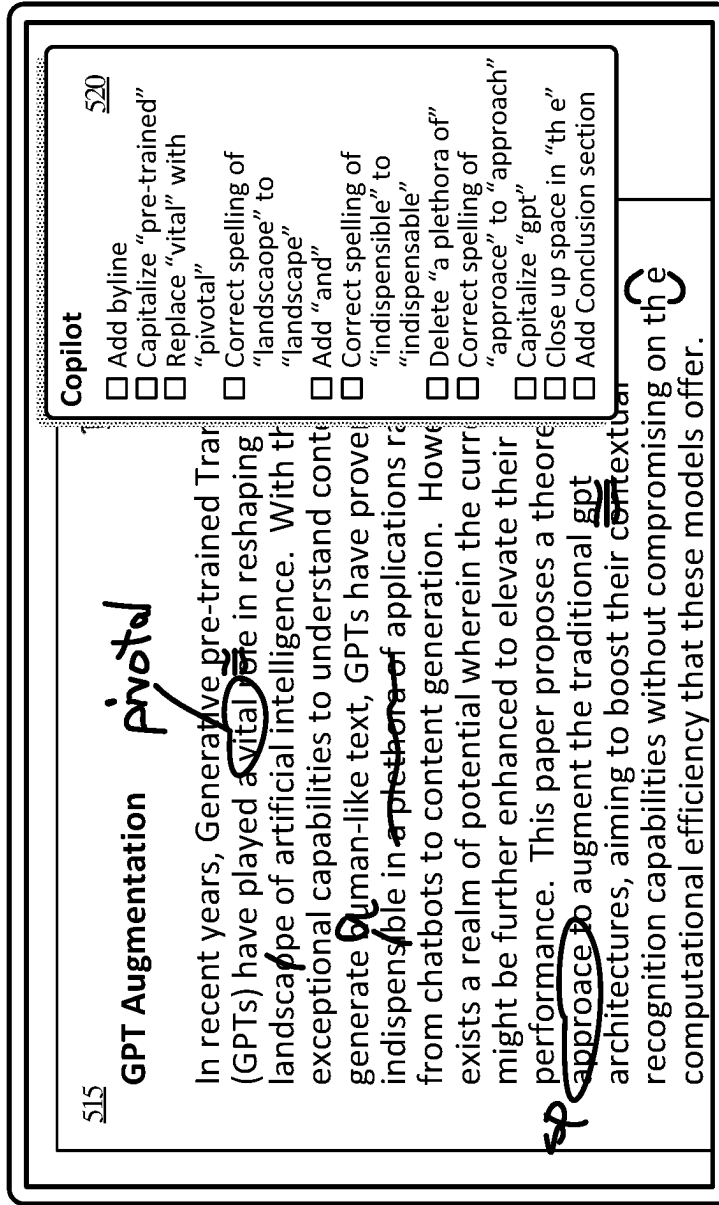 515
GPT Augmentation
pivotal
In recent years, Generative pre-trained Tran
(GPTs) have played a vital role in reshaping
landscaope of artificial intelligence. With th
exceptional capabilities to understand conte
generate human-like text, GPTs have proven
indispensible in a plethora of applications ra
from chatbots to content generation. Howe
exists a realm of potential wherein the curre
might be further enhanced to elevate their
performance. This paper proposes a theore
sp
approace to augment the traditional gpt
architectures, aiming to boost their contextual
recognition capabilities without compromising on th e
computational efficiency that these models offer.
Copilot
520
Add byline
Capitalize “pre-trained”
Replace “vital” with
“pivotal”
Correct spelling of
“landscaope” to
“landscape”
Add “and”
Correct spelling of
“indispensible” to
“indispensable”
Delete “a plethora of”
Correct spelling of
“approace” to “approach”
Capitalize “gpt”
Close up space in “th e”
Add Conclusion section